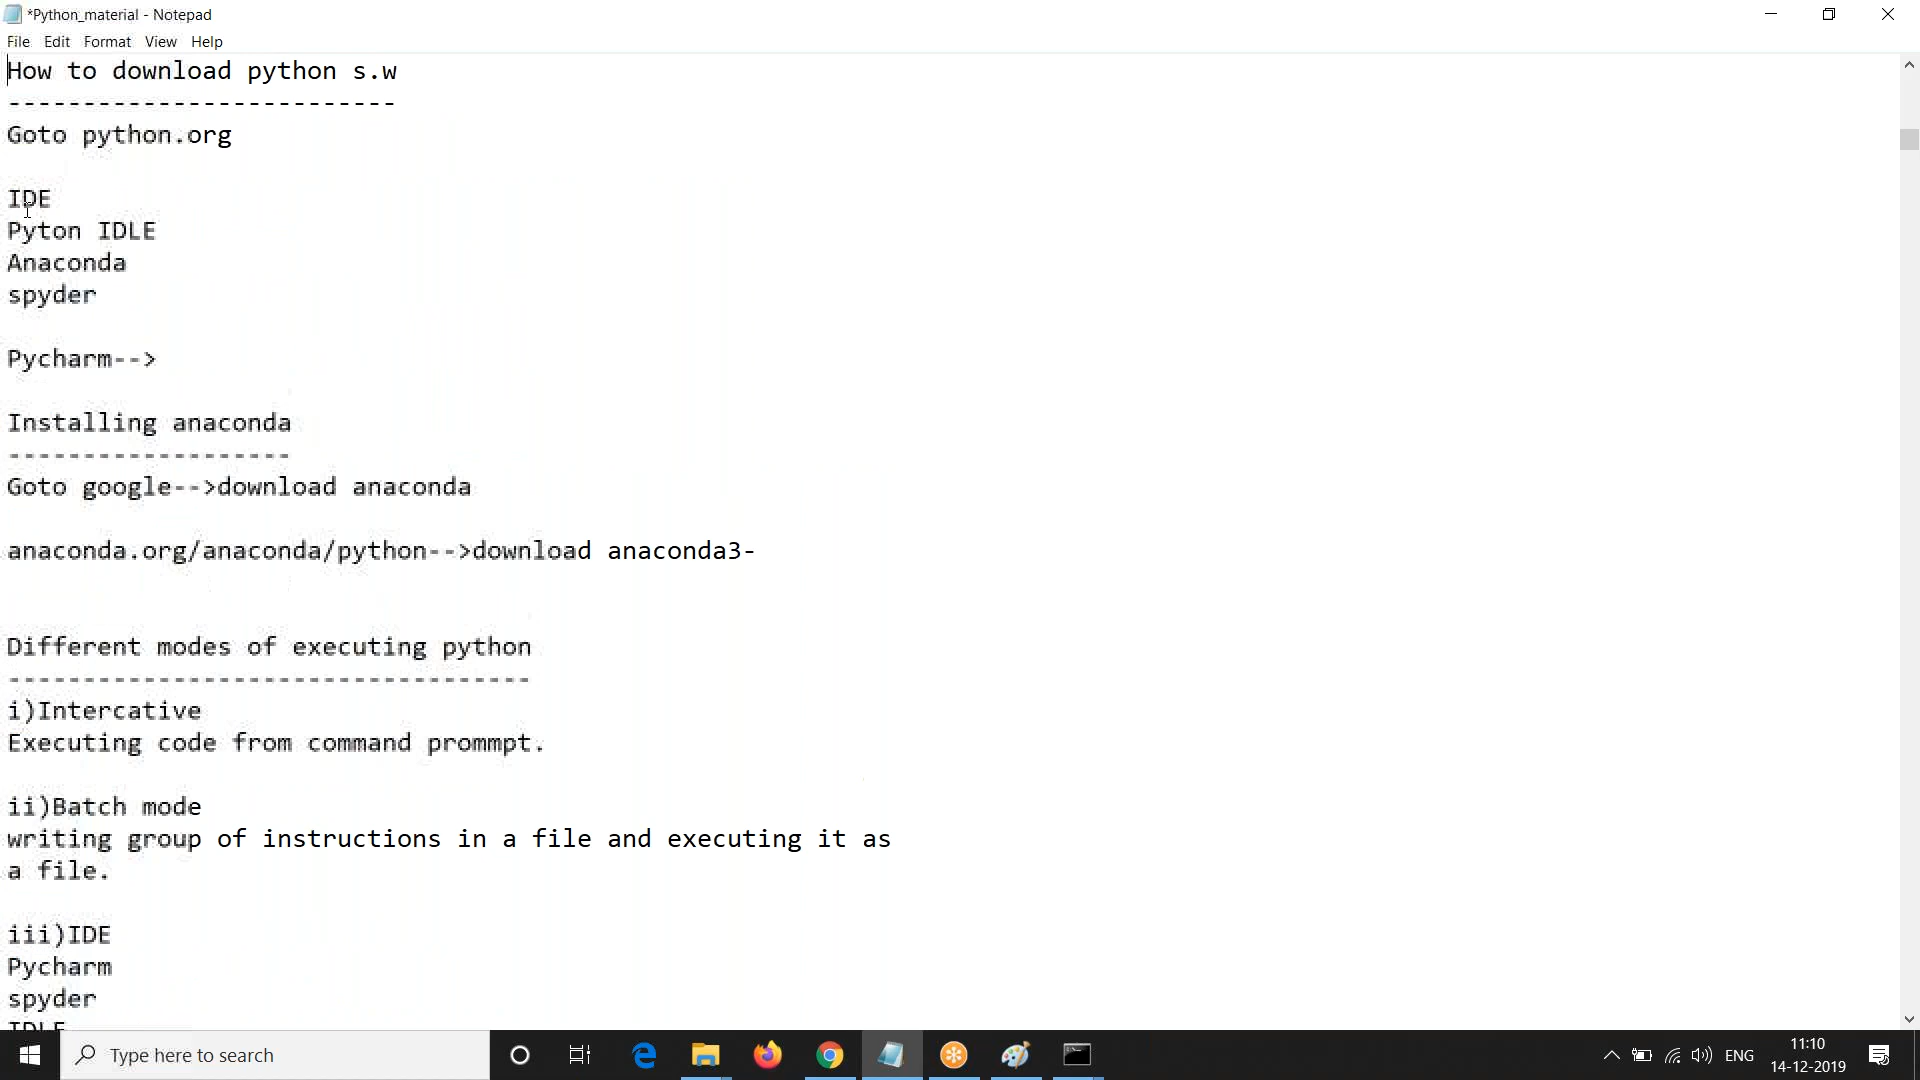 *Python_material - Notepad
File Edit Format View Help
How to download python s.w
--------------------------
Goto python.org
IDE
Pyton IDLE
Anaconda
spyder
Pycharm-->
Installing anaconda
-------------------
Goto google-->download anaconda
anaconda.org/anaconda/python-->download anaconda3-
Different modes of executing python
-----------------------------------
i)Intercative
Executing code from command prommpt.
ii)Batch mode
writing group of instructions in a file and executing it as
a file.
iii)IDE
Pycharm
spyder
IDLE
Type here to search
ENG
11:10
14-12-2019